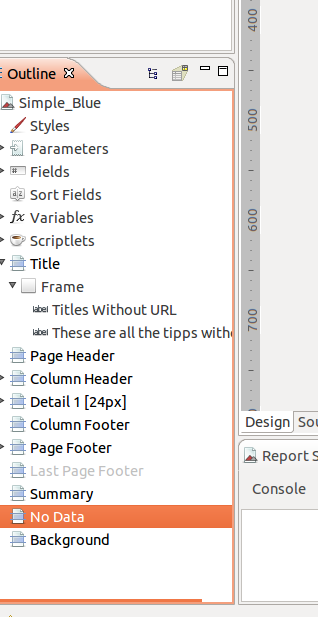 Outline
Simple_Blue
Styles
Parameters
Fields
Sort Fields
fx Variables
Scriptlets
Title
Frame
label Titles Without URL
label These are all the tipps with
Page Header
Column Header
Detail 1 [24px]
Column Footer
Page Footer
Last Page Footer
Summary
No Data
Background
400
500
600
700
Design Sou
Report S
Console